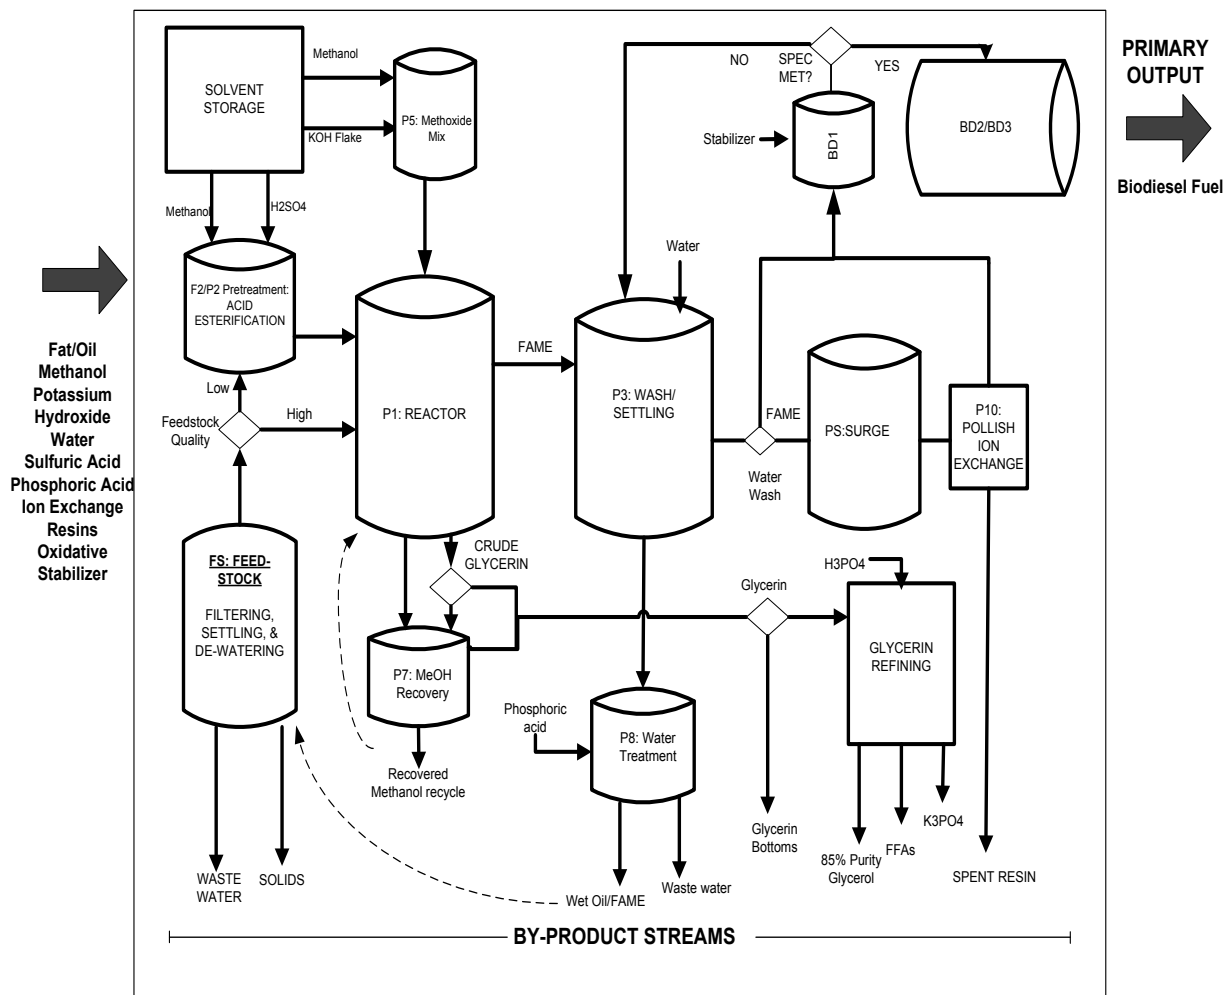 PRIMARY
OUTPUT
Biodiesel Fuel
SOLVENT
STORAGE
Methanol
KOH Flake
P5: Methoxide
Mix
Methanol
H2SO4
NO
SPEC
MET?
YES
Stabilizer
BD1
BD2/BD3
Water
F2/P2 Pretreatment:
ACID
ESTERIFICATION
Fat/Oil
Methanol
Potassium
Hydroxide
Water
Sulfuric Acid
Phosphoric Acid
Ion Exchange
Resins
Oxidative
Stabilizer
Low
Feedstock
Quality
High
P1: REACTOR
FAME
P3: WASH/
SETTLING
FAME
Water
Wash
PS:SURGE
P10:
POLLISH
ION
EXCHANGE
FS: FEED-
STOCK
FILTERING,
SETTLING, &
DE-WATERING
CRUDE
GLYCERIN
P7: MeOH
Recovery
Recovered
Methanol recycle
Phosphoric
acid
P8: Water
Treatment
Glycerin
H3PO4
GLYCERIN
REFINING
Glycerin
Bottoms
85% Purity
Glycerol
FFAs
K3PO4
SPENT RESIN
WASTE
WATER
SOLIDS
Wet Oil/FAME
Waste water
BY-PRODUCT STREAMS